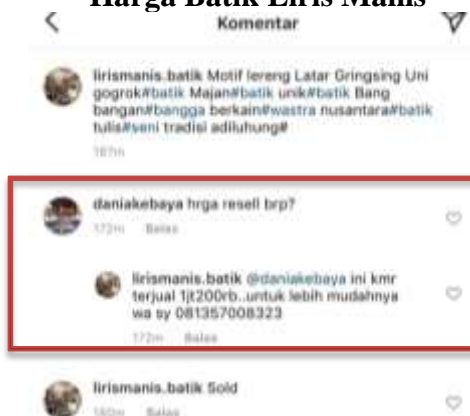 Harga Batik Liris Manis
Komentar
lirismanis.batik Motif lereng Latar Gringsing Uni
gogrok#batik Majan#batik unik#batik Bang
bangan#bangga berkain#wastra nusantara#batik
tulis#seni tradisi adiluhung#
187m
daniakebaya hrga resell brp?
172m Balas
lirismanis.batik @daniakebaya ini kmr
terjual 1jt200rb..untuk lebih mudahnya
wa sy 081357008323
172m Balas
lirismanis.batik Sold
Balas